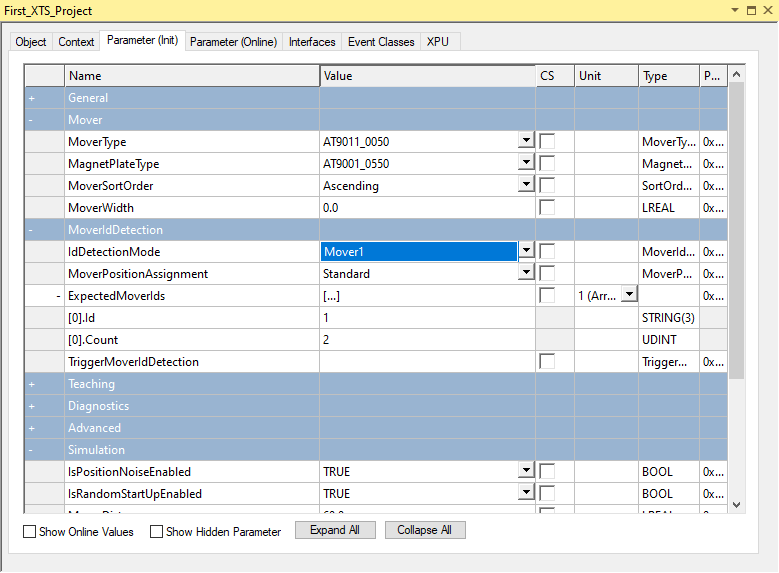 First_XTS_Project
Object Context Parameter (Init) Parameter (Online) Interfaces Event Classes XPU
Name Value CS Unit Type P...
+ General
- Mover
MoverType AT9011_0050 MoverTy... 0x...
MagnetPlateType AT9001_0550 Magnet... 0x...
MoverSortOrder Ascending SortOrd... 0x...
MoverWidth 0.0 LREAL 0x...
- MoverIdDetection
IdDetectionMode Mover1 MoverId... 0x...
MoverPositionAssignment Standard MoverP... 0x...
- ExpectedMoverIds [...] 1 (Arr... 0x...
[0].Id 1 STRING(3)
[0].Count 2 UDINT
TriggerMoverIdDetection Trigger... 0x...
+ Teaching
+ Diagnostics
+ Advanced
- Simulation
IsPositionNoiseEnabled TRUE BOOL 0x...
IsRandomStartUpEnabled TRUE BOOL 0x...
Show Online Values Show Hidden Parameter Expand All Collapse All